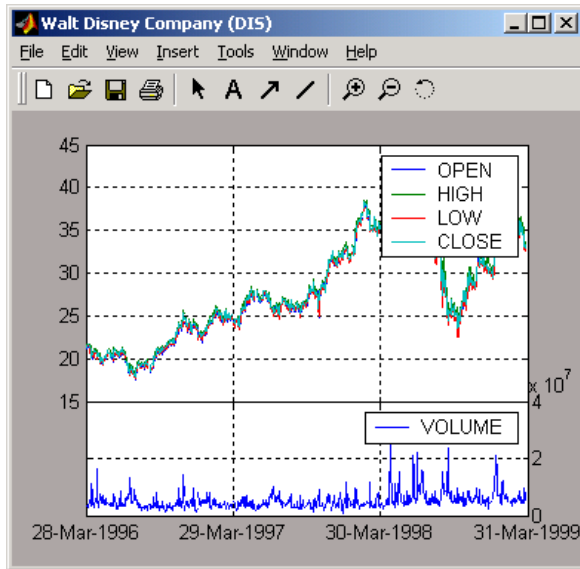 Walt Disney Company (DIS)
File Edit View Insert Tools Window Help
A
45
40
35
30
25
20
15
OPEN
HIGH
LOW
CLOSE
x 10^7
4
2
0
VOLUME
28-Mar-1996 29-Mar-1997 30-Mar-1998 31-Mar-1999